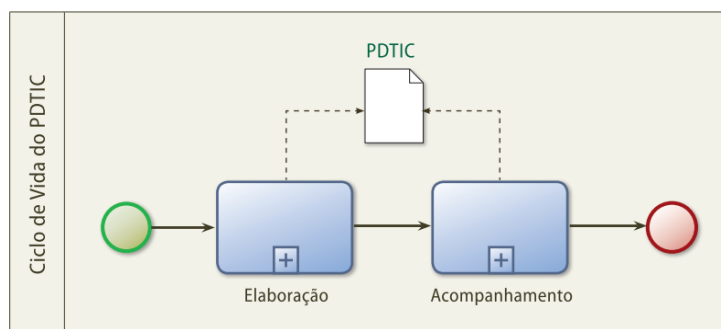 Ciclo de Vida do PDTIC
PDTIC
Elaboração
Acompanhamento